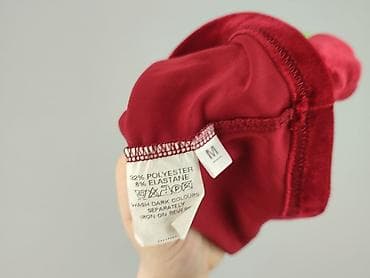 M
92% POLYESTER
8% ELASTANE
WASH DARK COLOURS
SEPARATELY
IRON ON REVERSE